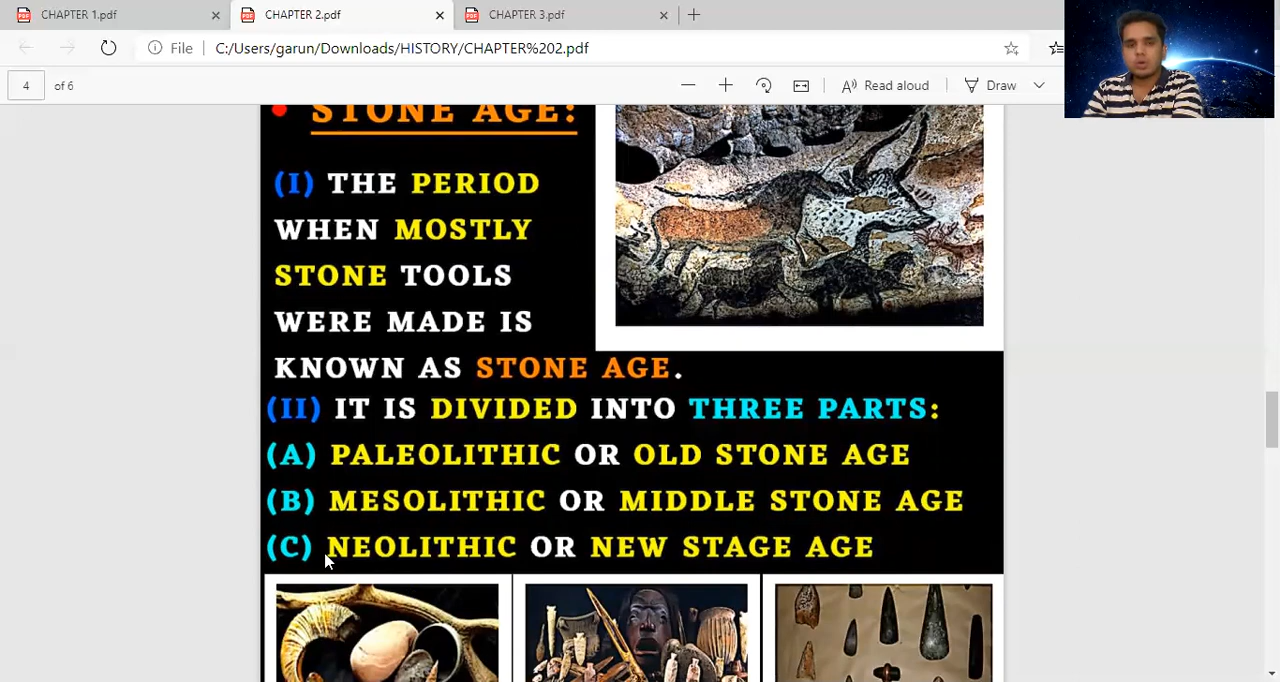 CHAPTER 1.pdf
CHAPTER 2.pdf
CHAPTER 3.pdf
File
C:/Users/garun/Downloads/HISTORY/CHAPTER%202.pdf
4 of 6
Read aloud
Draw
STONE AGE:
(I) THE PERIOD
WHEN MOSTLY
STONE TOOLS
WERE MADE IS
KNOWN AS STONE AGE.
(II) IT IS DIVIDED INTO THREE PARTS:
(A) PALEOLITHIC OR OLD STONE AGE
(B) MESOLITHIC OR MIDDLE STONE AGE
(C) NEOLITHIC OR NEW STAGE AGE